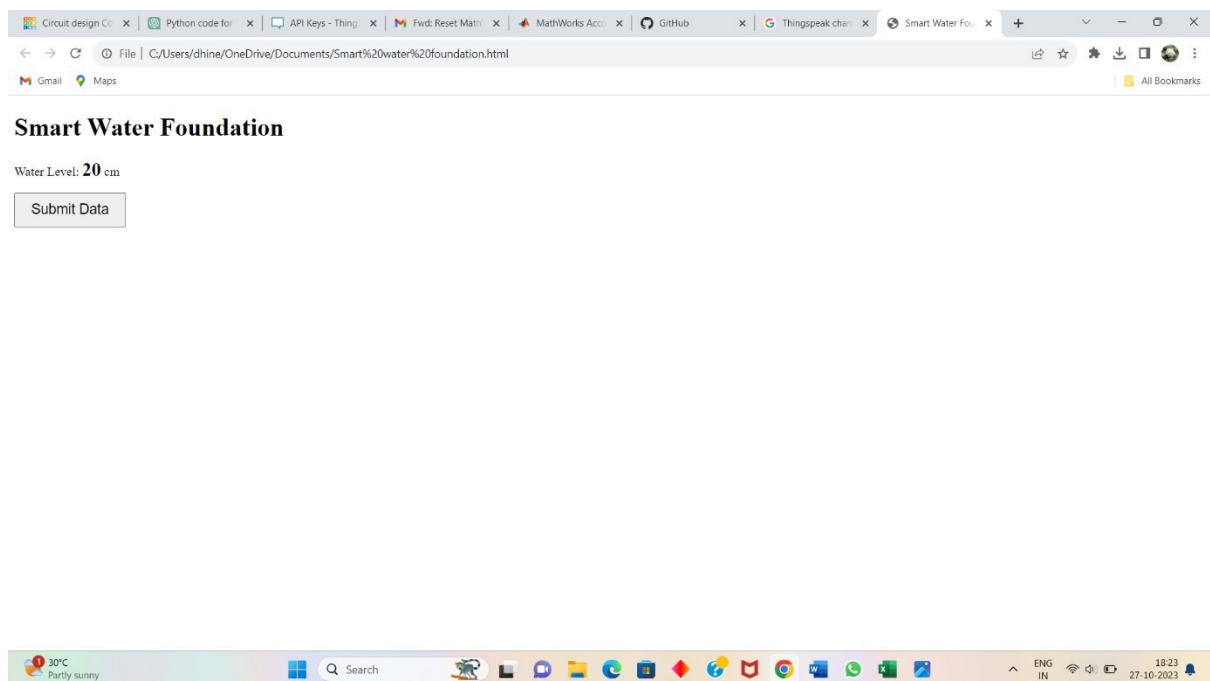 Circuit design Co
Python code for
API Keys - Thing
Fwd: Reset Math
MathWorks Acco
GitHub
Thingspeak chan
Smart Water Fou
File | C:/Users/dhine/OneDrive/Documents/Smart%20water%20foundation.html
Gmail
Maps
All Bookmarks
Smart Water Foundation
Water Level: 20 cm
Submit Data
1
30°C
Partly sunny
Search
ENG
IN
18:23
27-10-2023